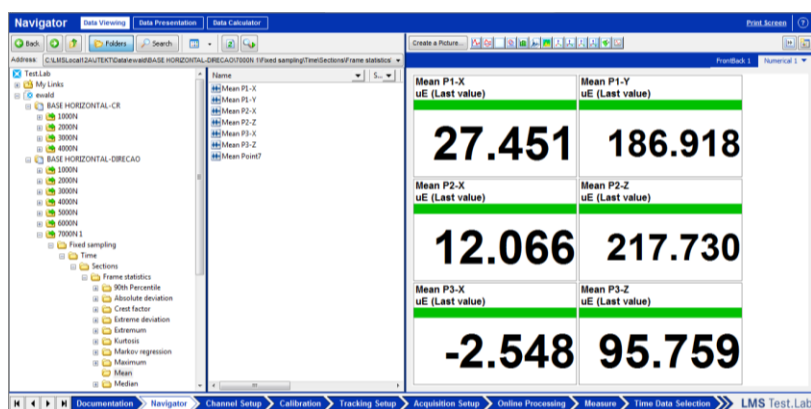 Navigator Data Viewing Data Presentation Data Calculator Print Screen ?
Back Folders Search Create a Picture...
Address: C:\LMSLocal\12AUTEKT\Data\ewald\BASE HORIZONTAL-DIRECAO\7000N 1\Fixed sampling\Time\Sections\Frame statistics\ FrontBack 1 Numerical 1
Test.Lab
My Links
ewald
BASE HORIZONTAL-CR
1000N
2000N
3000N
4000N
BASE HORIZONTAL-DIRECAO
1000N
2000N
3000N
4000N
5000N
6000N
7000N 1
Fixed sampling
Time
Sections
Frame statistics
90th Percentile
Absolute deviation
Crest factor
Extreme deviation
Extremum
Kurtosis
Markov regression
Maximum
Mean
Median
Name S...
Mean P1-X
Mean P1-Y
Mean P2-X
Mean P2-Z
Mean P3-X
Mean P3-Z
Mean Point7
Mean P1-X
uE (Last value)
27.451
Mean P1-Y
uE (Last value)
186.918
Mean P2-X
uE (Last value)
12.066
Mean P2-Z
uE (Last value)
217.730
Mean P3-X
uE (Last value)
-2.548
Mean P3-Z
uE (Last value)
95.759
Documentation Navigator Channel Setup Calibration Tracking Setup Acquisition Setup Online Processing Measure Time Data Selection LMS Test.Lab